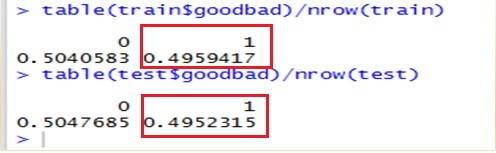 > table(train$goodbad)/nrow(train)
0 1
0.5040583 0.4959417
> table(test$goodbad)/nrow(test)
0 1
0.5047685 0.4952315
>